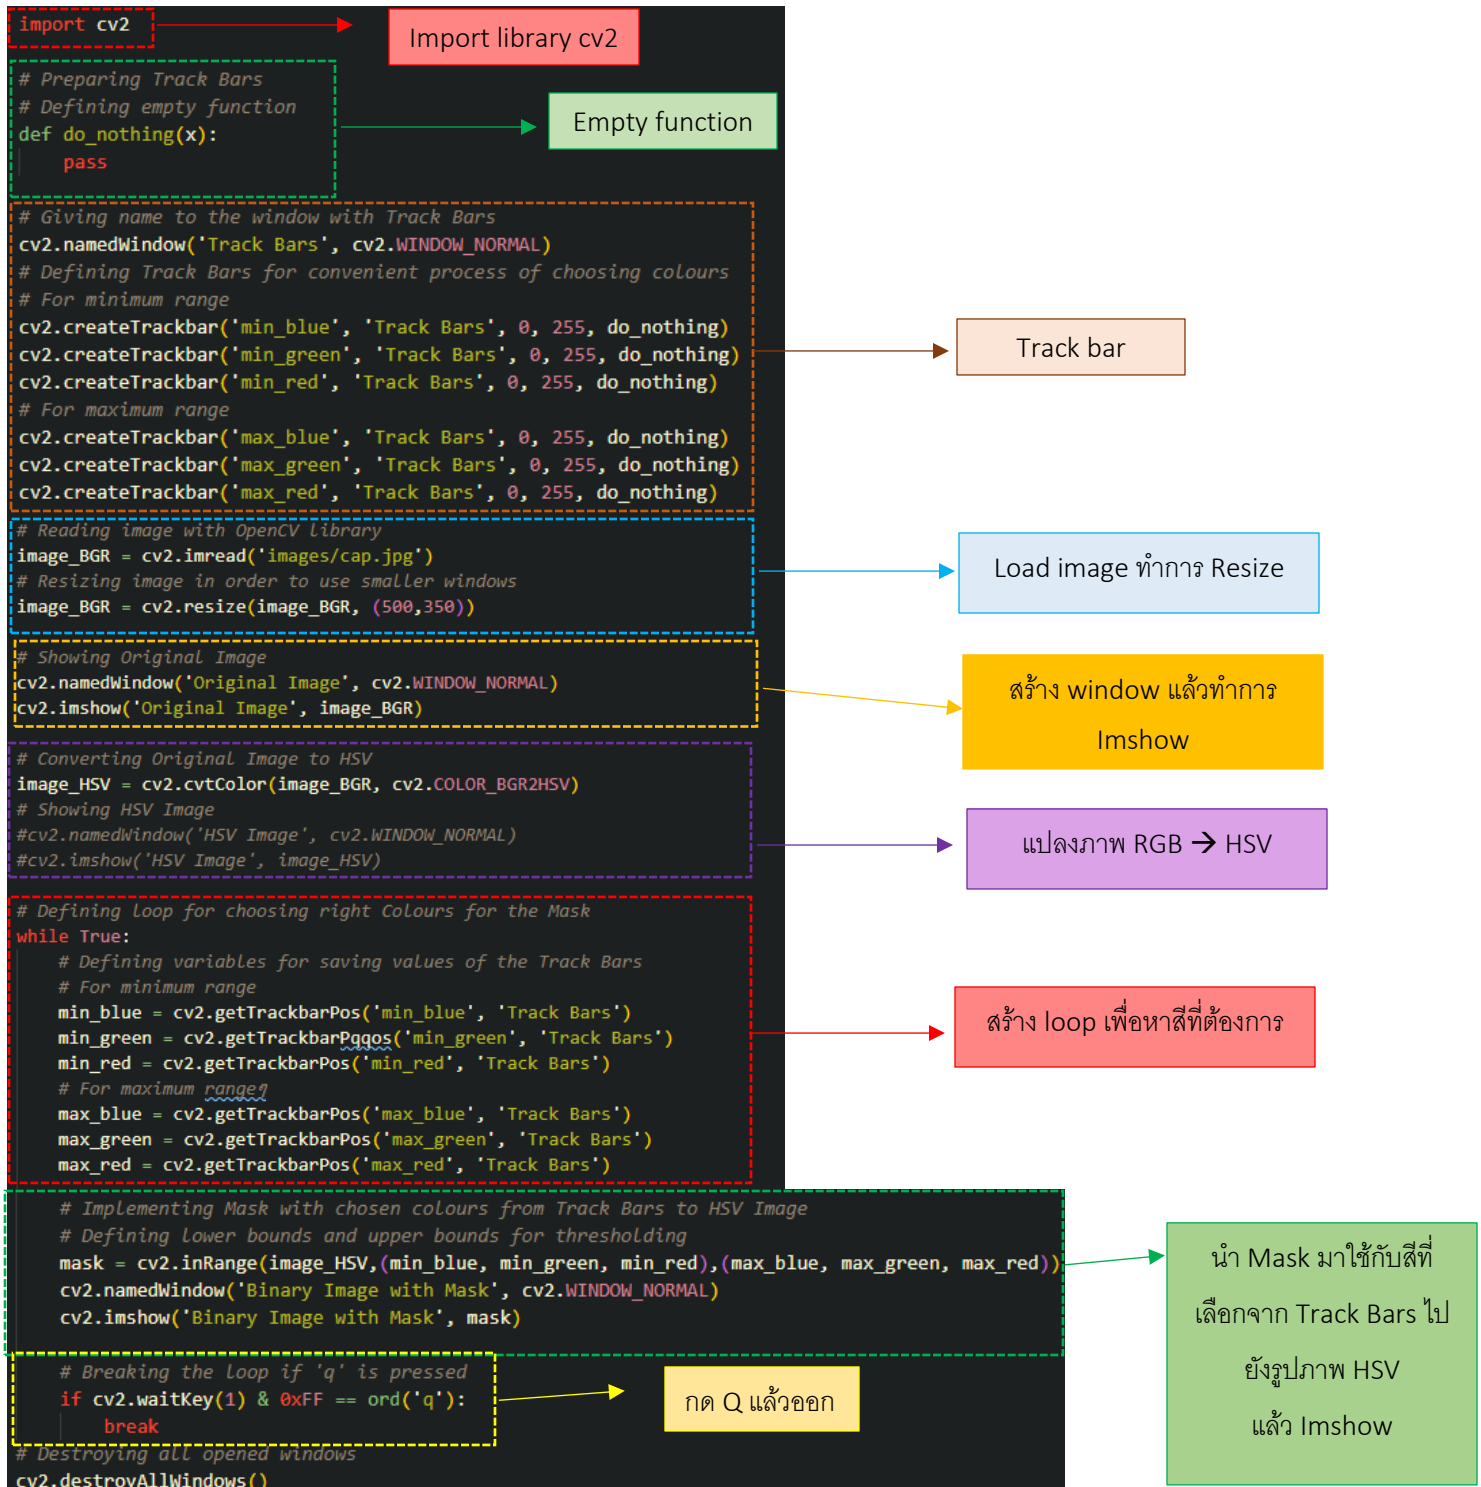 import cv2
Import library cv2
# Preparing Track Bars
# Defining empty function
def do_nothing(x):
    pass
Empty function
# Giving name to the window with Track Bars
cv2.namedWindow('Track Bars', cv2.WINDOW_NORMAL)
# Defining Track Bars for convenient process of choosing colours
# For minimum range
cv2.createTrackbar('min_blue', 'Track Bars', 0, 255, do_nothing)
cv2.createTrackbar('min_green', 'Track Bars', 0, 255, do_nothing)
cv2.createTrackbar('min_red', 'Track Bars', 0, 255, do_nothing)
# For maximum range
cv2.createTrackbar('max_blue', 'Track Bars', 0, 255, do_nothing)
cv2.createTrackbar('max_green', 'Track Bars', 0, 255, do_nothing)
cv2.createTrackbar('max_red', 'Track Bars', 0, 255, do_nothing)
Track bar
# Reading image with OpenCV library
image_BGR = cv2.imread('images/cap.jpg')
# Resizing image in order to use smaller windows
image_BGR = cv2.resize(image_BGR, (500,350))
Load image ทำการ Resize
# Showing Original Image
cv2.namedWindow('Original Image', cv2.WINDOW_NORMAL)
cv2.imshow('Original Image', image_BGR)
สร้าง window แล้วทำการ
Imshow
# Converting Original Image to HSV
image_HSV = cv2.cvtColor(image_BGR, cv2.COLOR_BGR2HSV)
# Showing HSV Image
#cv2.namedWindow('HSV Image', cv2.WINDOW_NORMAL)
#cv2.imshow('HSV Image', image_HSV)
แปลงภาพ RGB → HSV
# Defining loop for choosing right Colours for the Mask
while True:
    # Defining variables for saving values of the Track Bars
    # For minimum range
    min_blue = cv2.getTrackbarPos('min_blue', 'Track Bars')
    min_green = cv2.getTrackbarPqqos('min_green', 'Track Bars')
    min_red = cv2.getTrackbarPos('min_red', 'Track Bars')
    # For maximum rangeๆ
    max_blue = cv2.getTrackbarPos('max_blue', 'Track Bars')
    max_green = cv2.getTrackbarPos('max_green', 'Track Bars')
    max_red = cv2.getTrackbarPos('max_red', 'Track Bars')
สร้าง loop เพื่อหาสีที่ต้องการ
    # Implementing Mask with chosen colours from Track Bars to HSV Image
    # Defining lower bounds and upper bounds for thresholding
    mask = cv2.inRange(image_HSV,(min_blue, min_green, min_red),(max_blue, max_green, max_red))
    cv2.namedWindow('Binary Image with Mask', cv2.WINDOW_NORMAL)
    cv2.imshow('Binary Image with Mask', mask)
นำ Mask มาใช้กับสีที่
เลือกจาก Track Bars ไป
ยังรูปภาพ HSV
แล้ว Imshow
    # Breaking the loop if 'q' is pressed
    if cv2.waitKey(1) & 0xFF == ord('q'):
        break
กด Q แล้วออก
# Destroying all opened windows
cv2.destroyAllWindows()